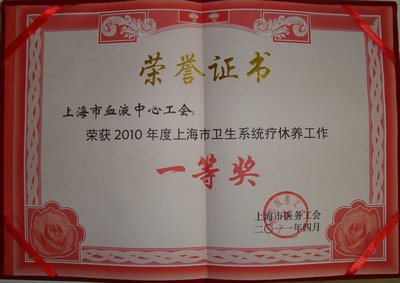 荣誉证书
上海市血液中心工会：
荣获2010年度上海市卫生系统疗休养工作
一等奖
上海市医务工会
二〇一一年四月